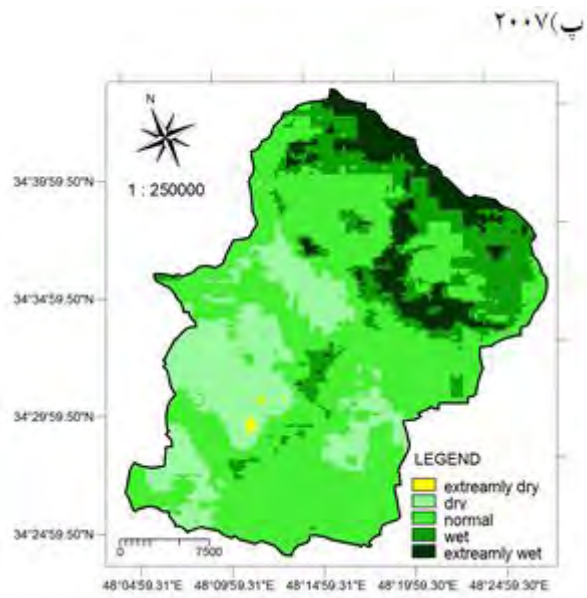 پ)۲۰۰۷
N
1 : 250000
34°39'59.50"N
34°34'59.50"N
34°29'59.50"N
34°24'59.50"N
LEGEND
extreamly dry
dry
normal
wet
extreamly wet
0 7500
48°04'59.31"E 48°09'59.31"E 48°14'59.31"E 48°19'59.30"E 48°24'59.30"E